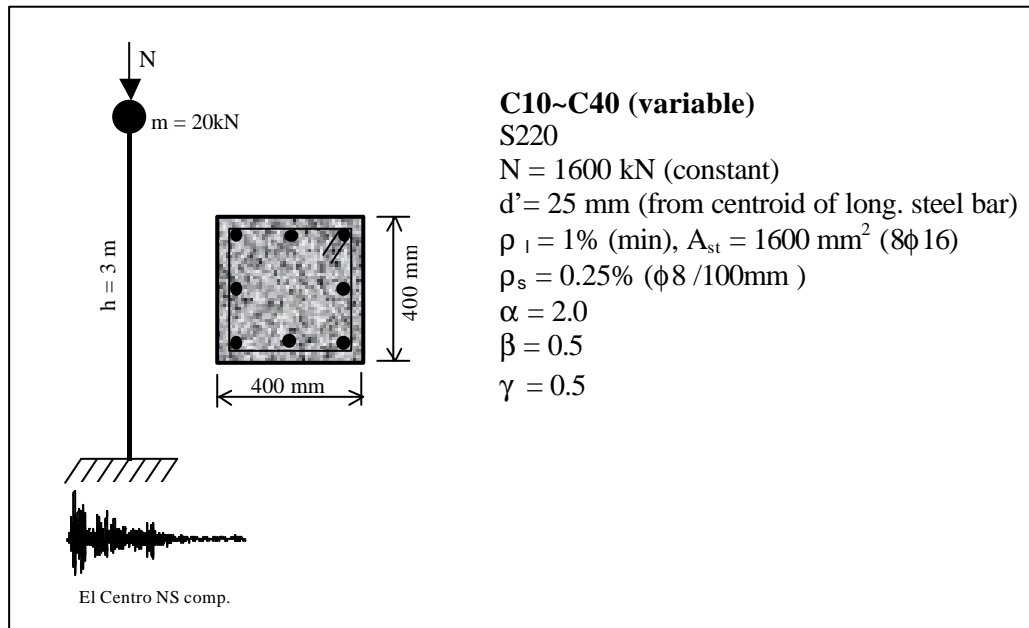 N
m = 20kN
h = 3 m
400 mm
400 mm
El Centro NS comp.
C10~C40 (variable)
S220
N = 1600 kN (constant)
d’= 25 mm (from centroid of long. steel bar)
ρ l = 1% (min), Ast = 1600 mm² (8ϕ16)
ρs = 0.25% (ϕ8 /100mm )
α = 2.0
β = 0.5
γ = 0.5